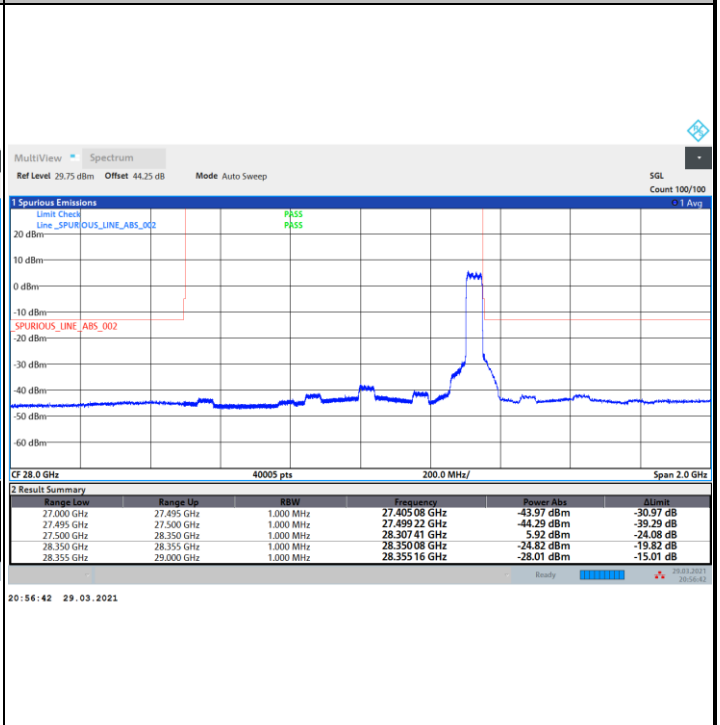 MultiView Spectrum
Ref Level 29.75 dBm Offset 44.25 dB Mode Auto Sweep SGL
Count 100/100
1 Spurious Emissions 1 Avg
Limit Check PASS
Line _SPURIOUS_LINE_ABS_002 PASS
20 dBm
10 dBm
0 dBm
-10 dBm
_SPURIOUS_LINE_ABS_002
-20 dBm
-30 dBm
-40 dBm
-50 dBm
-60 dBm
CF 28.0 GHz 40005 pts 200.0 MHz/ Span 2.0 GHz
2 Result Summary
Range Low Range Up RBW Frequency Power Abs ΔLimit
27.000 GHz 27.495 GHz 1.000 MHz 27.405 08 GHz -43.97 dBm -30.97 dB
27.495 GHz 27.500 GHz 1.000 MHz 27.499 22 GHz -44.29 dBm -39.29 dB
27.500 GHz 28.350 GHz 1.000 MHz 28.307 41 GHz 5.92 dBm -24.08 dB
28.350 GHz 28.355 GHz 1.000 MHz 28.350 08 GHz -24.82 dBm -19.82 dB
28.355 GHz 29.000 GHz 1.000 MHz 28.355 16 GHz -28.01 dBm -15.01 dB
Ready 29.03.2021
20:56:42
20:56:42 29.03.2021